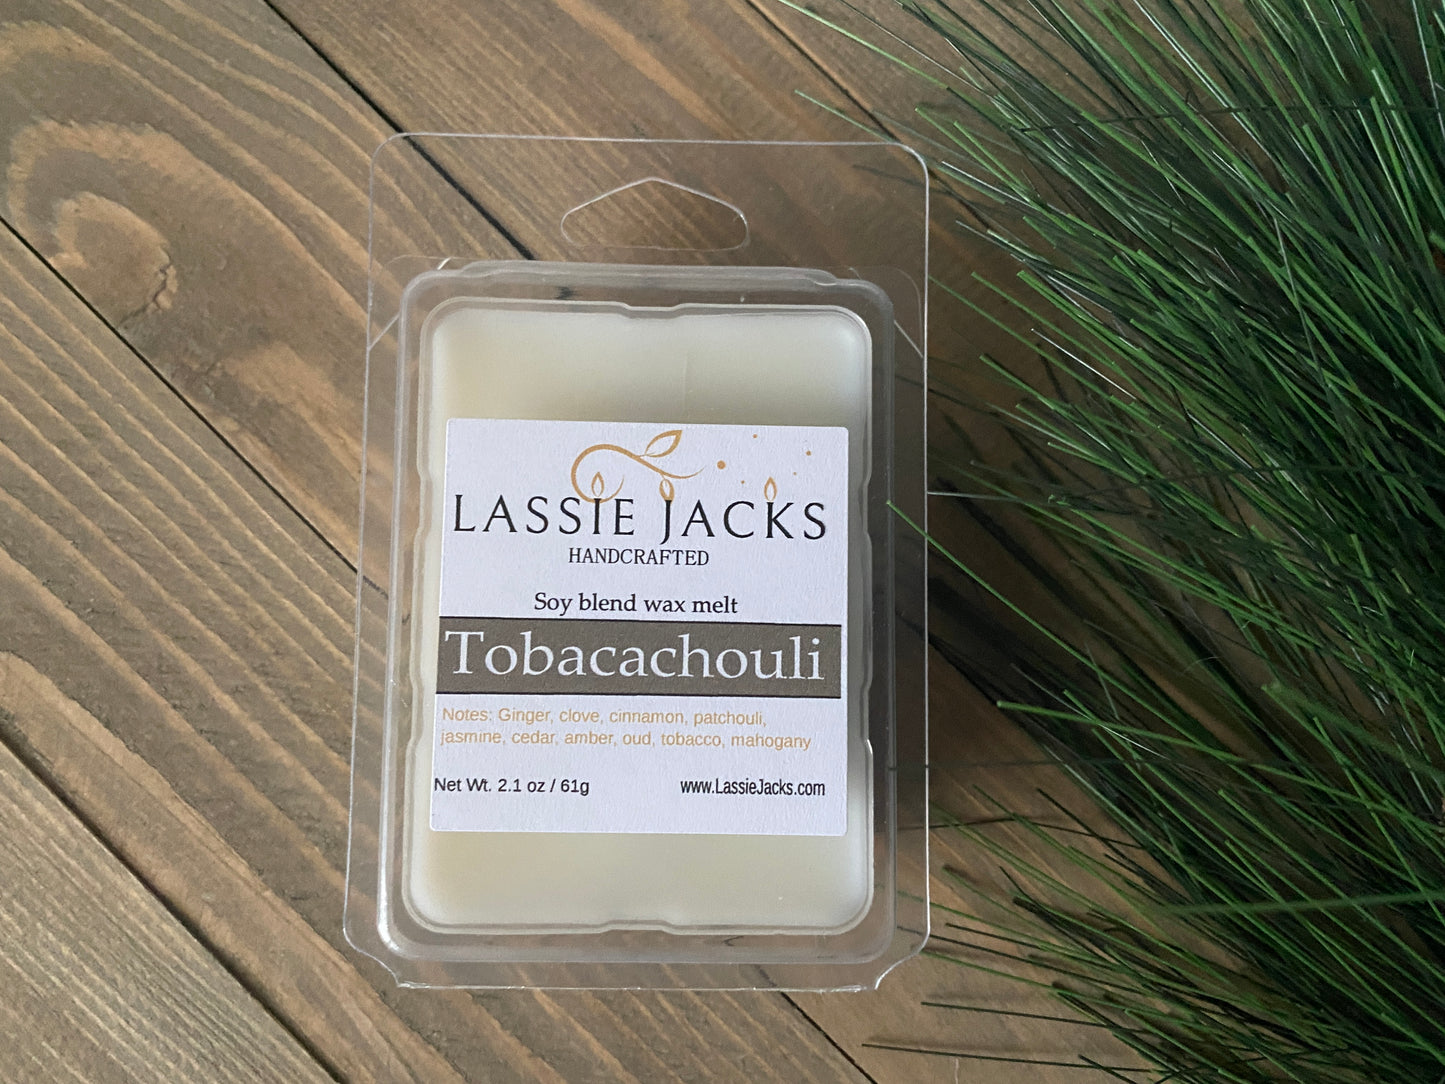 LASSIE JACKS
HANDCRAFTED
Soy blend wax melt
Tobacachouli
Notes: Ginger, clove, cinnamon, patchouli,
jasmine, cedar, amber, oud, tobacco, mahogany
Net Wt. 2.1 oz / 61g www.LassieJacks.com